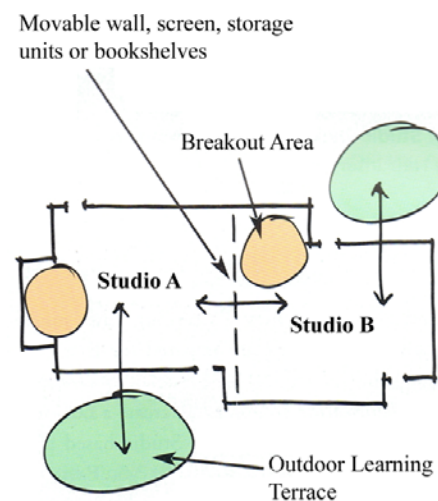 Movable wall, screen, storage
units or bookshelves
Breakout Area
Studio A
Studio B
Outdoor Learning
Terrace